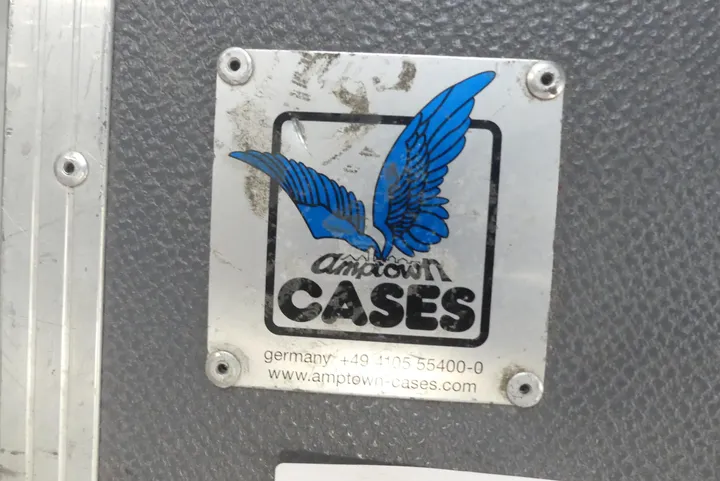 amptown
CASES
germany +49 4105 55400-0
www.amptown-cases.com